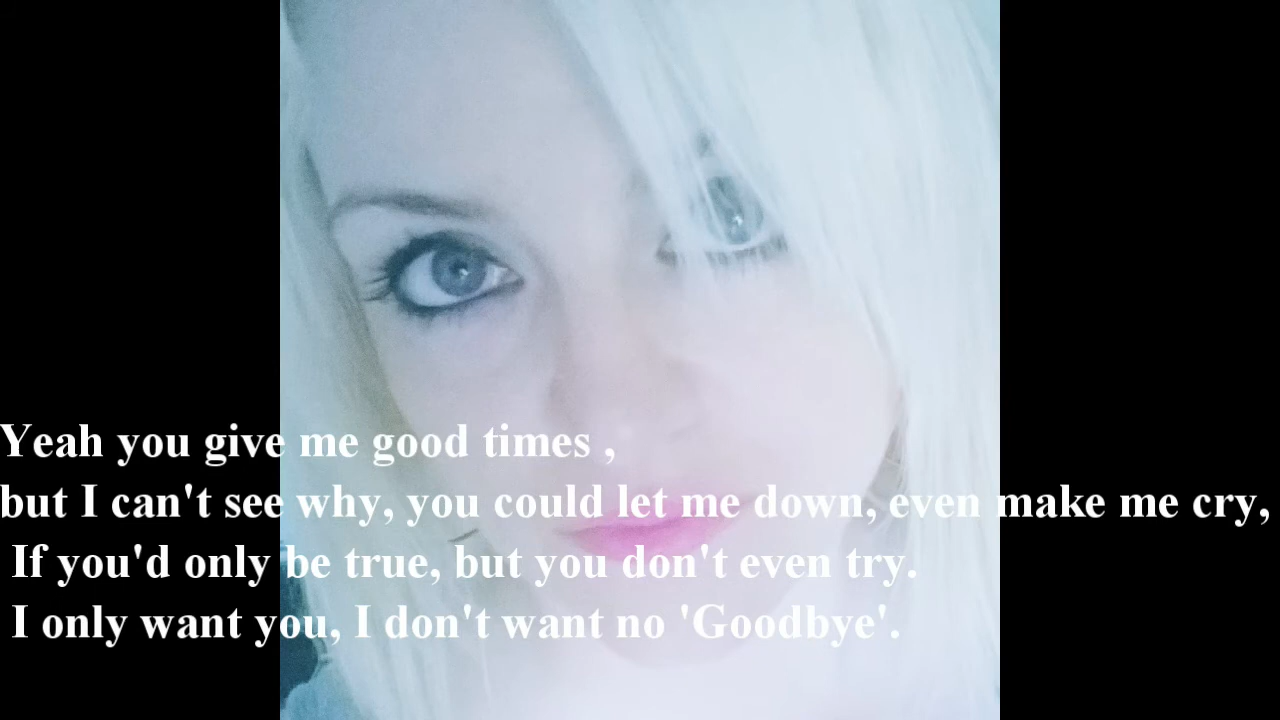 Yeah you give me good times ,
but I can't see why, you could let me down, even make me cry,
If you'd only be true, but you don't even try.
I only want you, I don't want no 'Goodbye'.